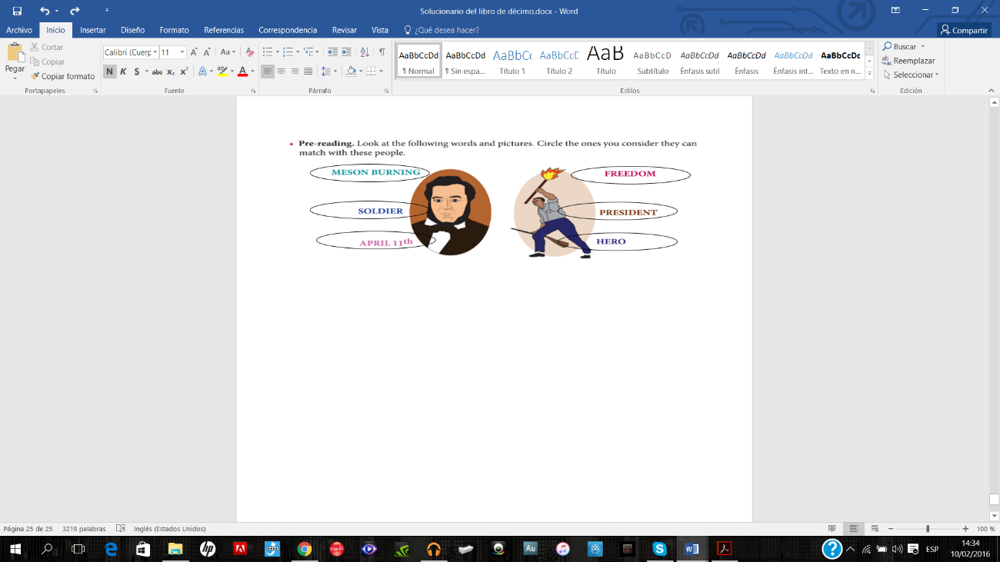 Solucionario del libro de décimo.docx - Word
Archivo Inicio Insertar Diseño Formato Referencias Correspondencia Revisar Vista ¿Qué desea hacer? Compartir
Pegar
Cortar
Copiar
Copiar formato
Portapapeles
Calibri (Cuerp 11
Aa
N K S abc x₂ x² A A
Fuente
Párrafo
AaBbCcDd AaBbCcDd AaBbCc AaBbCcD AaB AaBbCcD AaBbCcDd AaBbCcDd AaBbCcDd AaBbCcDc
¶ Normal ¶ Sin espa... Título 1 Título 2 Título Subtítulo Énfasis sutil Énfasis Énfasis int... Texto en n...
Estilos
Buscar
Reemplazar
Seleccionar
Edición
• Pre-reading. Look at the following words and pictures. Circle the ones you consider they can
match with these people.
MESON BURNING
FREEDOM
SOLDIER
PRESIDENT
APRIL 11th
HERO
Página 25 de 25 3219 palabras Inglés (Estados Unidos) 100 %
hp Claro Au ESP
14:34
10/02/2016